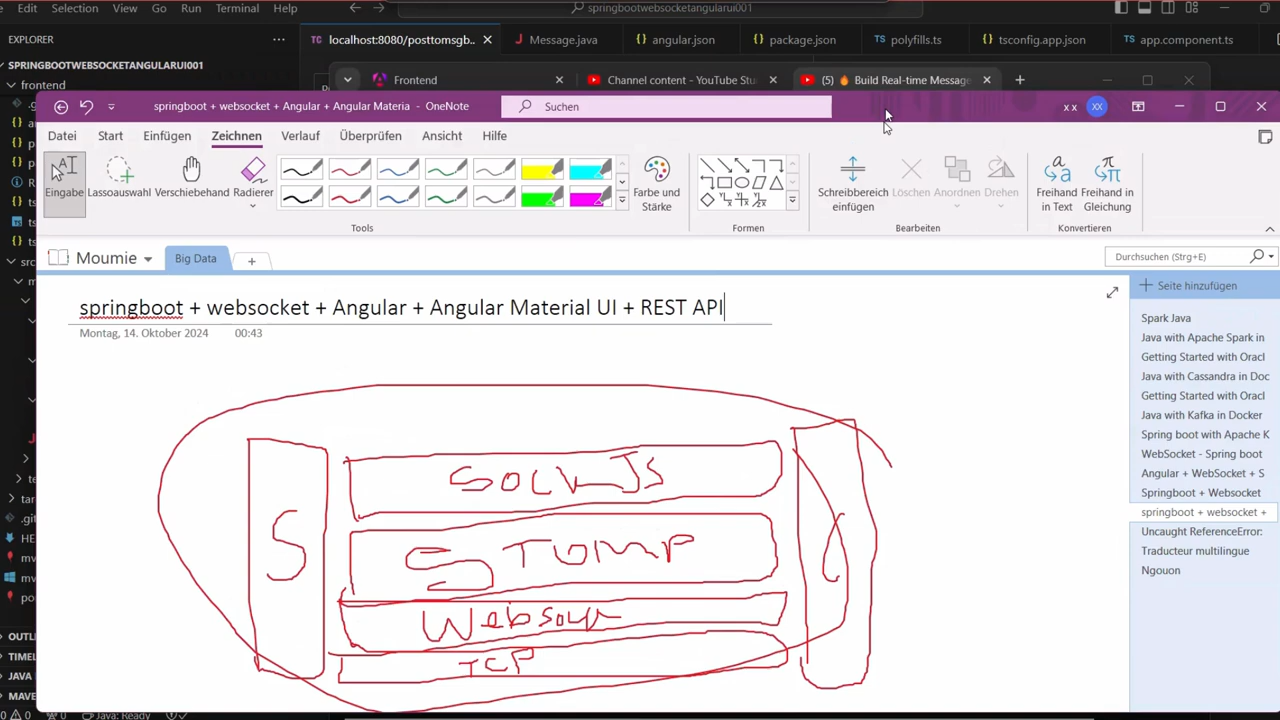 File Edit
Go Run Terminal Help
springbootwebsocketangularui001
EXPLORER
localhost:8080/posttomsgb..
Message.java
angular.json
package.json
polyfills.ts
tsconfig.app.json
app.component.ts
SPRINGBOOTWEBSOCKETANGULARUI001
frontend
Frontend
Channel content - YouTube Stu
(5) 🔥 Build Real-time Message
springboot + websocket + Angular + Angular Materia - OneNote
Suchen
x x
XX
Datei Start Einfügen Zeichnen Verlauf Überprüfen Ansicht Hilfe
Eingabe
Lassoauswahl
Verschiebehand
Radierer
Farbe und Stärke
Schreibbereich einfügen
Löschen
Anordnen
Drehen
Freihand in Text
Freihand in Gleichung
Tools
Formen
Bearbeiten
Konvertieren
Moumie
Big Data
Durchsuchen (Strg+E)
springboot + websocket + Angular + Angular Material UI + REST API
Montag, 14. Oktober 2024 00:43
Seite hinzufügen
Spark Java
Java with Apache Spark in
Getting Started with Oracl
Java with Cassandra in Doc
Getting Started with Oracl
Java with Kafka in Docker
Spring boot with Apache K
WebSocket - Spring boot
Angular + WebSocket + S
Springboot + Websocket
springboot + websocket +
Uncaught ReferenceError:
Traducteur multilingue
Ngouon
S
STOMP
TCP
C
src
OUTLI
TIMEL
JAVA
MAVE
Java: Ready